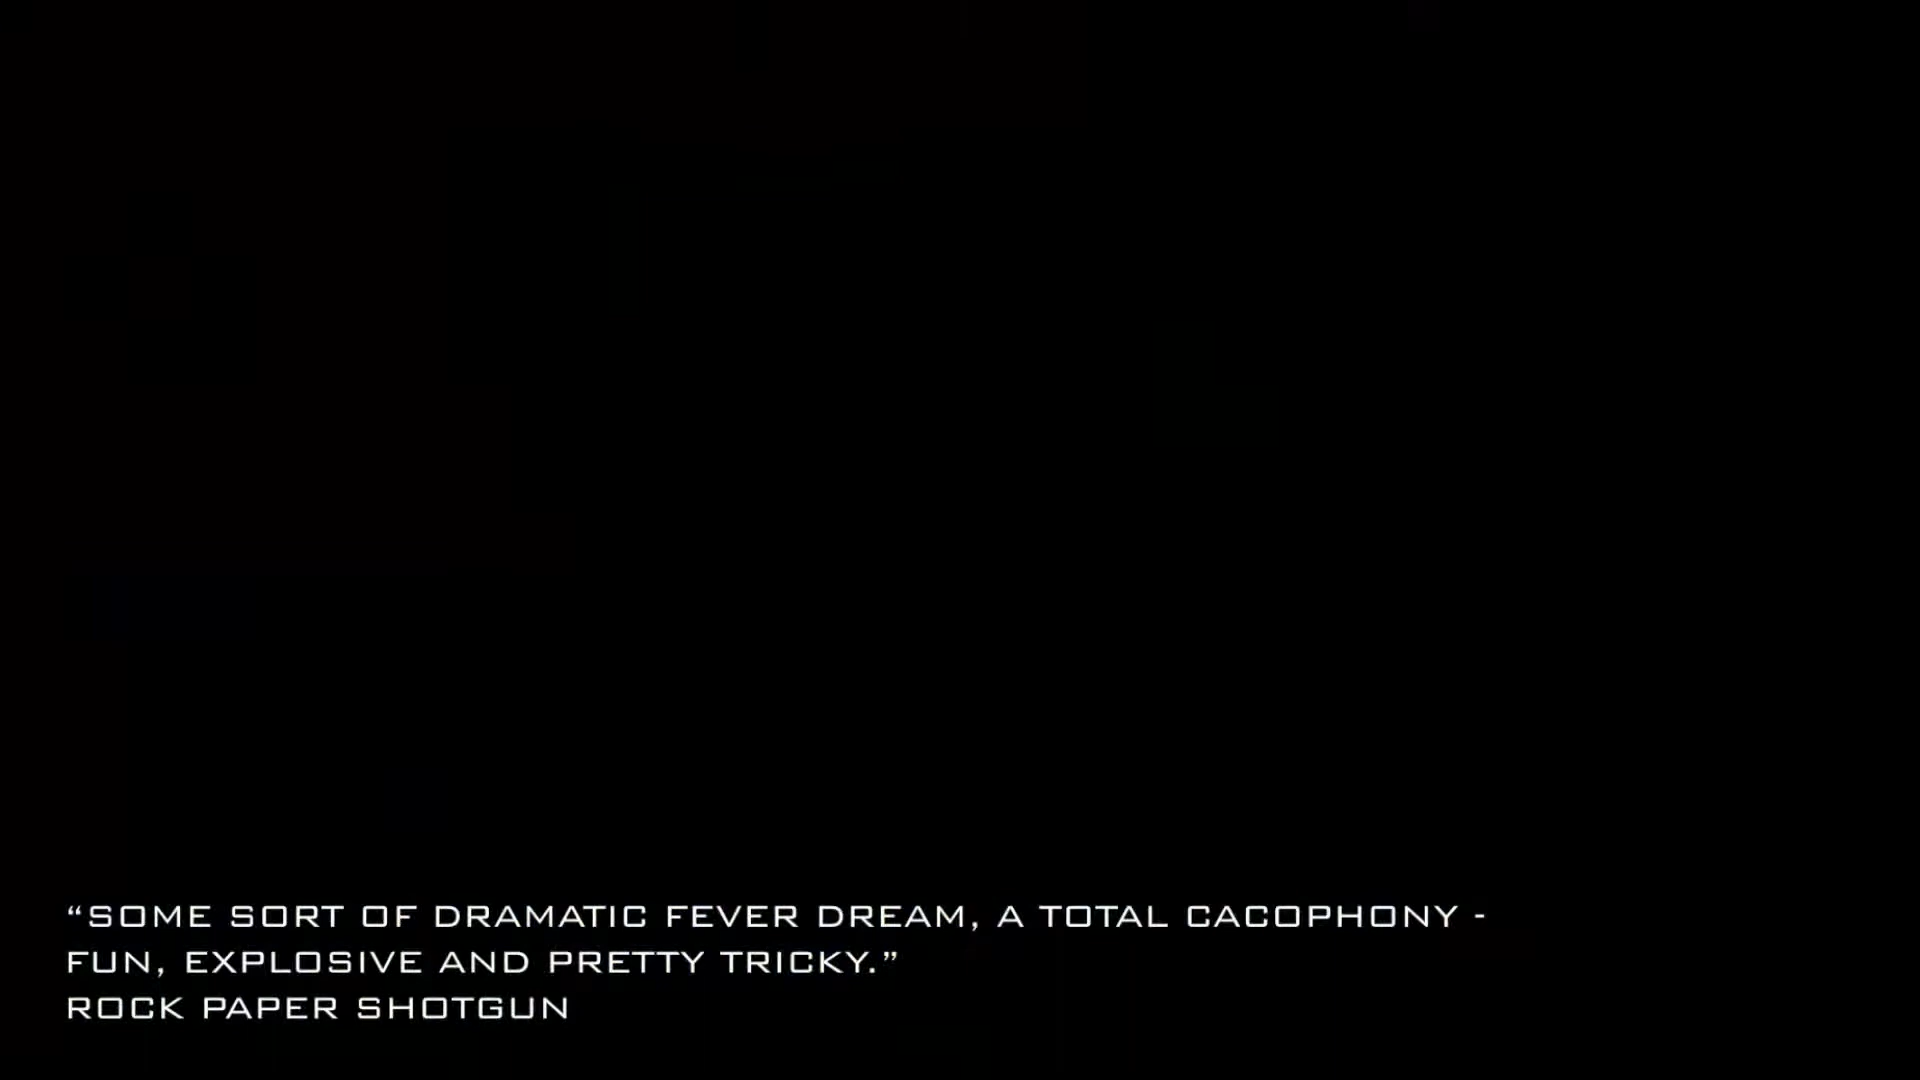 “SOME SORT OF DRAMATIC FEVER DREAM, A TOTAL CACOPHONY -
FUN, EXPLOSIVE AND PRETTY TRICKY.”
ROCK PAPER SHOTGUN